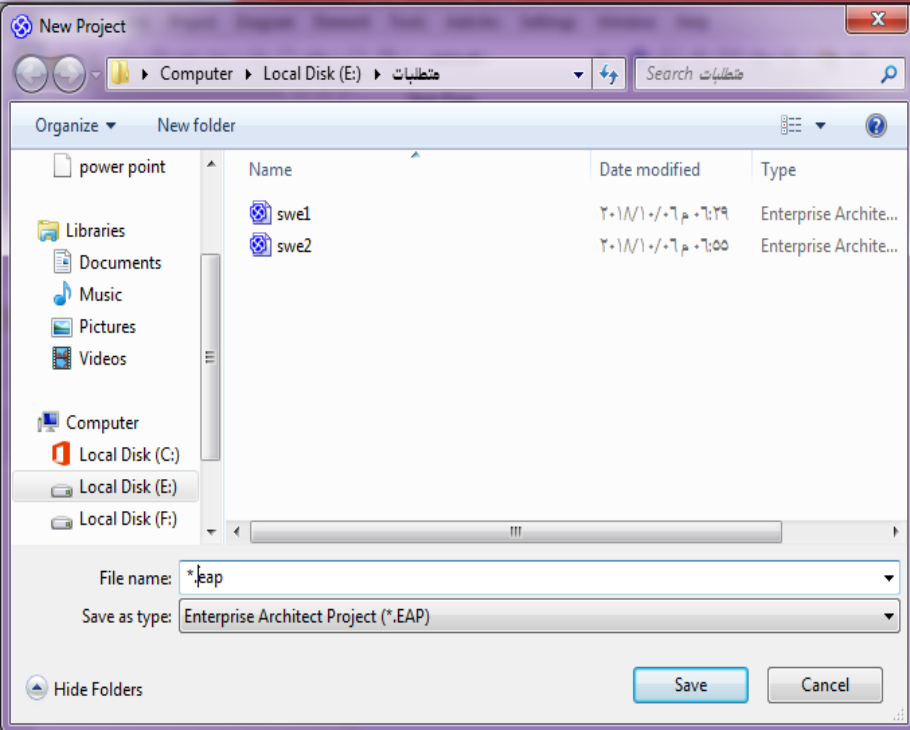 New Project
Computer ▸ Local Disk (E:) ▸ متطلبات
Search متطلبات
Organize
New folder
Name
Date modified
Type
power point
Libraries
Documents
Music
Pictures
Videos
Computer
Local Disk (C:)
Local Disk (E:)
Local Disk (F:)
swe1
٠٦:٣٩ م ٢٠١٨/١٠/٠٦
Enterprise Archite...
swe2
٠٦:٥٥ م ٢٠١٨/١٠/٠٦
Enterprise Archite...
File name:
*.eap
Save as type:
Enterprise Architect Project (*.EAP)
Hide Folders
Save
Cancel